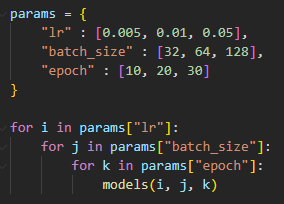 params = {
    "lr" : [0.005, 0.01, 0.05],
    "batch_size" : [32, 64, 128],
    "epoch" : [10, 20, 30]
}
for i in params["lr"]:
    for j in params["batch_size"]:
        for k in params["epoch"]:
            models(i, j, k)